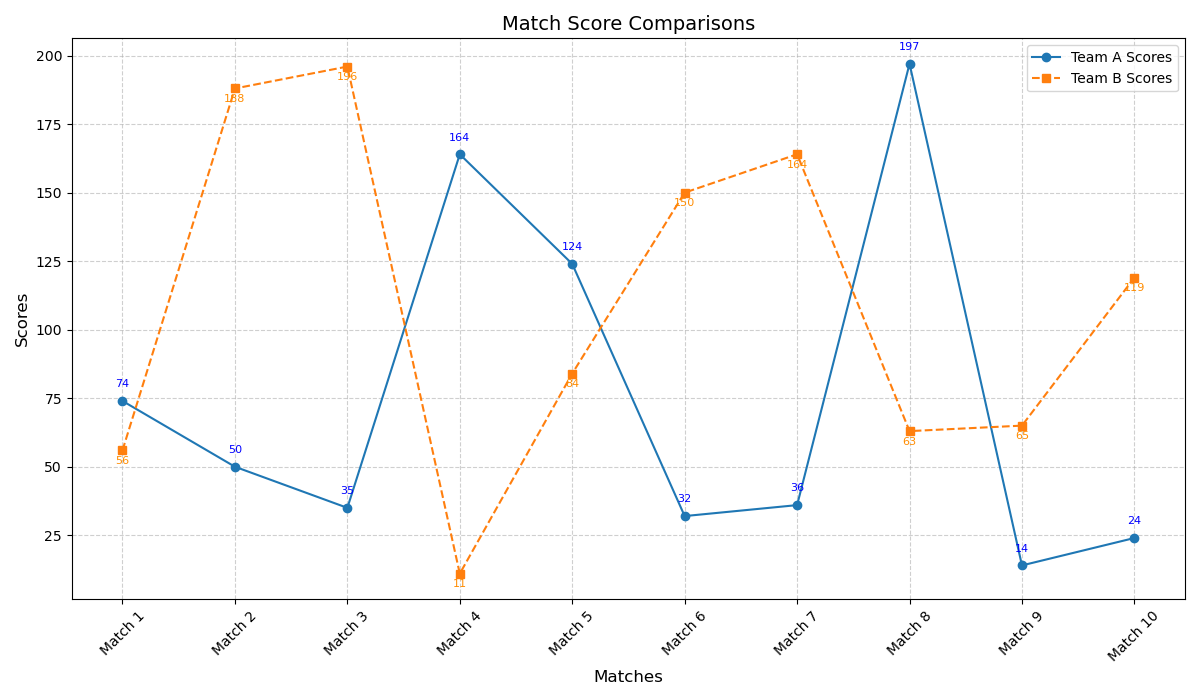 Match Score Comparisons
Team A Scores
Team B Scores
Scores
200
175
150
125
100
75
50
25
74
50
35
164
124
32
36
197
14
24
56
188
196
11
84
150
164
63
65
119
Match 1
Match 2
Match 3
Match 4
Match 5
Match 6
Match 7
Match 8
Match 9
Match 10
Matches